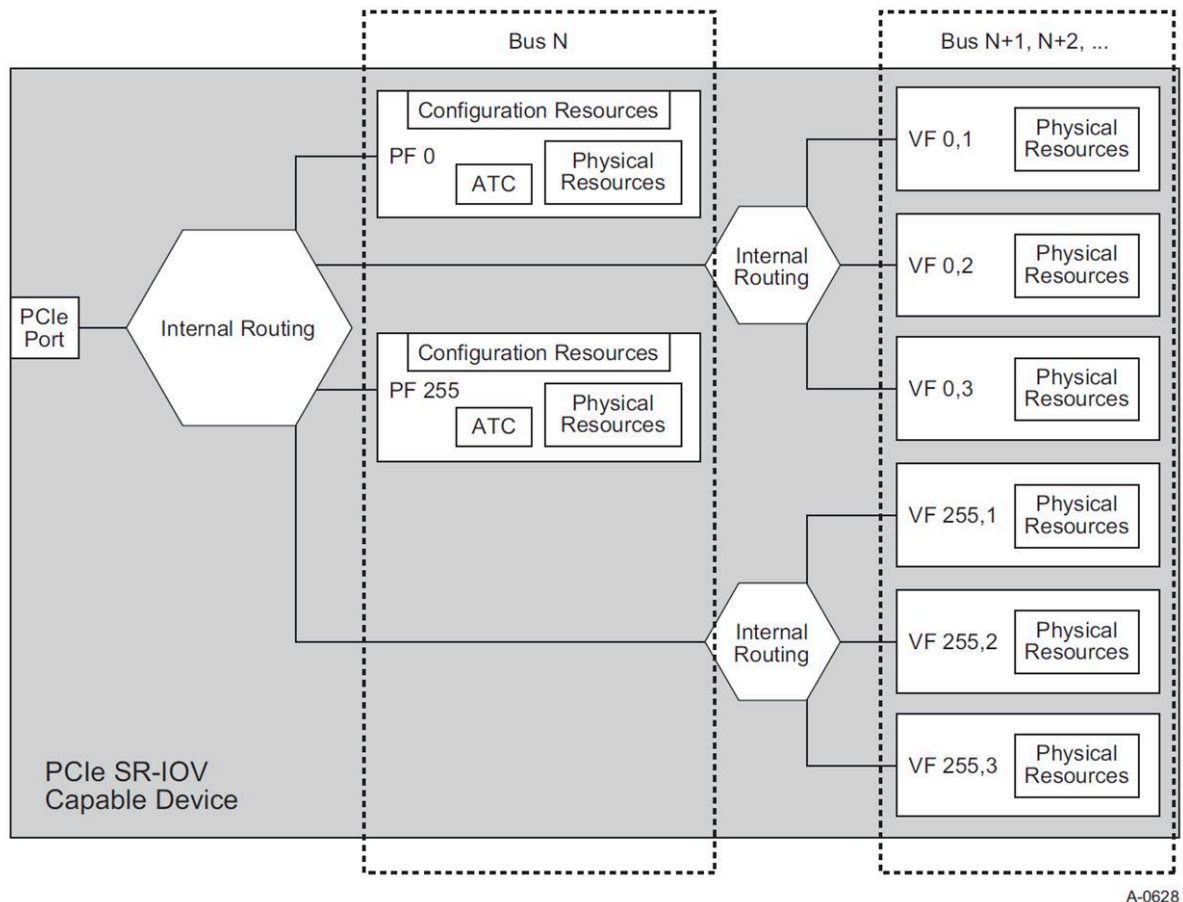 Bus N
Bus N+1, N+2, ...
Configuration Resources
PF 0
ATC
Physical
Resources
VF 0,1
Physical
Resources
Internal
Routing
VF 0,2
Physical
Resources
PCIe
Port
Internal Routing
Configuration Resources
PF 255
ATC
Physical
Resources
VF 0,3
Physical
Resources
VF 255,1
Physical
Resources
Internal
Routing
VF 255,2
Physical
Resources
VF 255,3
Physical
Resources
PCIe SR-IOV
Capable Device
A-0628